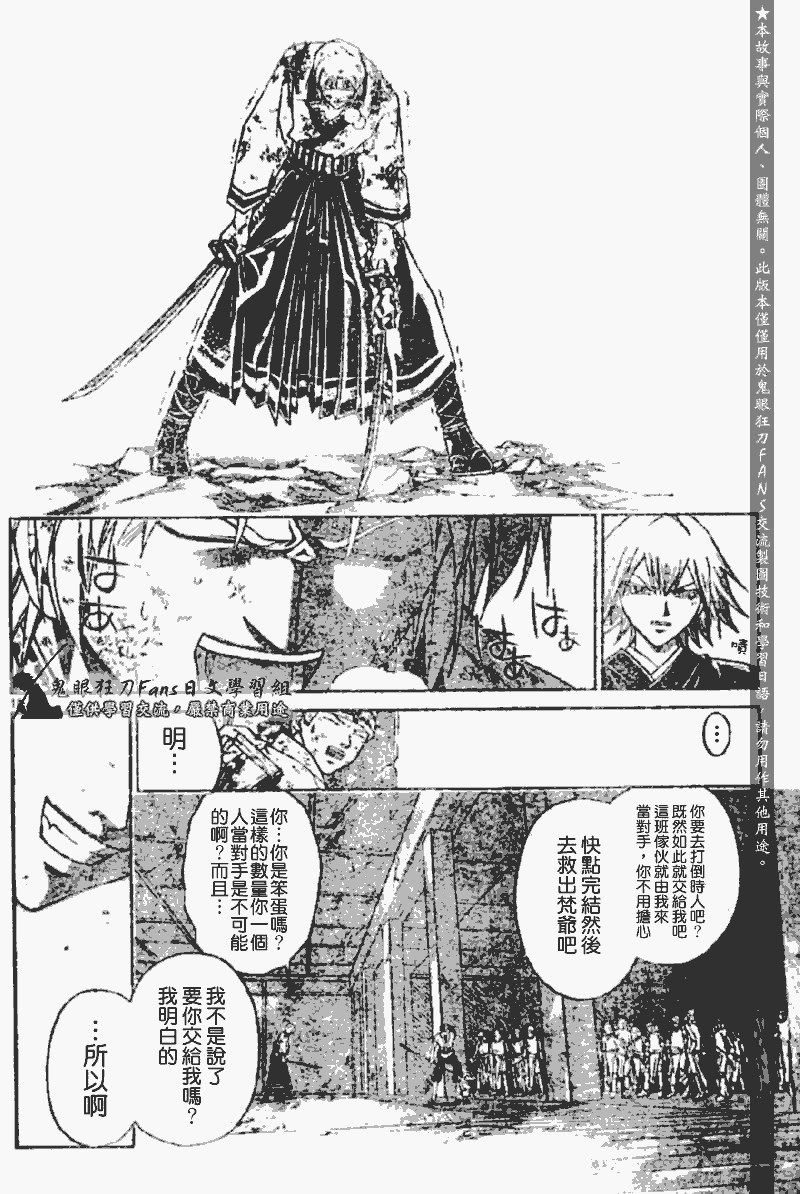 ★本故事與實際個人、團體無關。此版本僅僅用於鬼眼狂刀FANS交流製圖技術和學習日語，請勿用作其他用途。
嘖
はぁ
はぁ
はぁ
鬼眼狂刀Fans日文學習組
僅供學習交流，嚴禁商業用途
…
明…
你要去打倒時人吧？
既然如此就交給我吧
這班傢伙就由我來
當對手，你不用擔心
快點完結然後
去救出梵爺吧
你…你是笨蛋嗎？
這樣的數量你一個
人當對手是不可能
的啊？而且…
我不是說了
要你交給我嗎？
我明白的
…所以啊